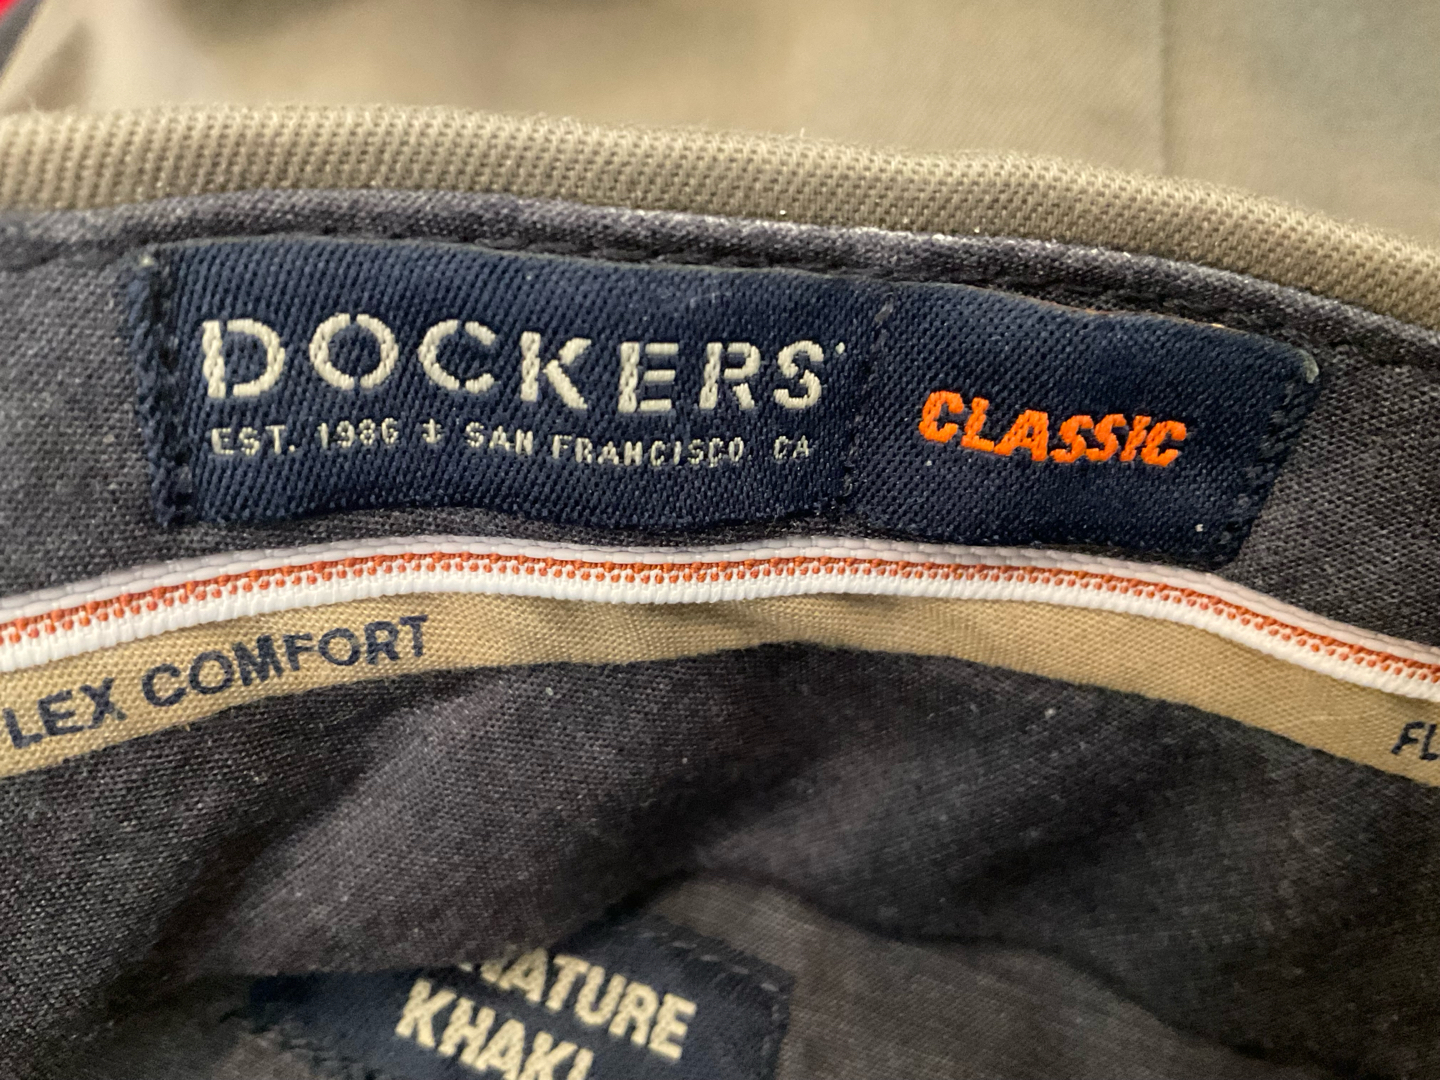 DOCKERS
EST. 1986 ⚓ SAN FRANCISCO CA
CLASSIC
LEX COMFORT
FL
NATURE
KHAKI